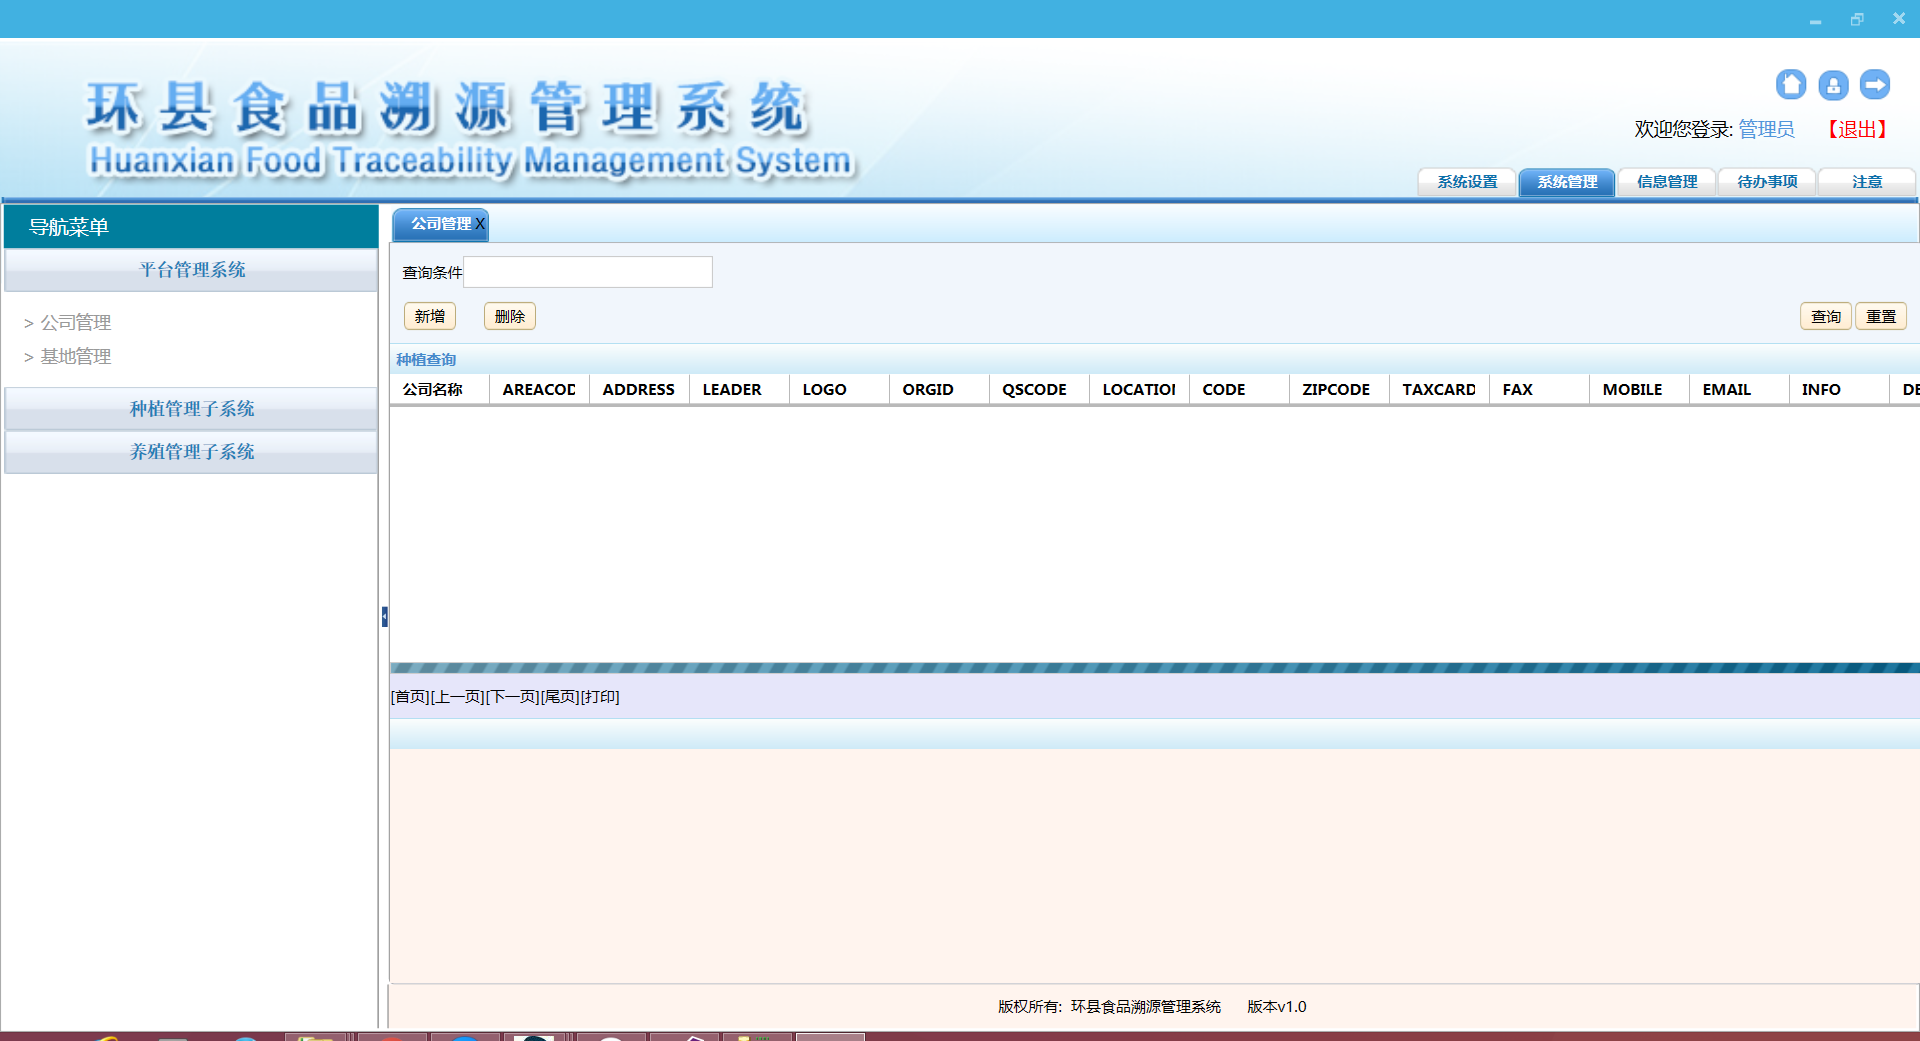 环县食品溯源管理系统
Huanxian Food Traceability Management System
欢迎您登录: 管理员 【退出】
系统设置 系统管理 信息管理 待办事项 注意
导航菜单
公司管理 X
平台管理系统
> 公司管理
> 基地管理
种植管理子系统
养殖管理子系统
查询条件
新增 删除 查询 重置
种植查询
公司名称 AREACOD ADDRESS LEADER LOGO ORGID QSCODE LOCATIOI CODE ZIPCODE TAXCARD FAX MOBILE EMAIL INFO DE
[首页][上一页][下一页][尾页][打印]
版权所有: 环县食品溯源管理系统 版本v1.0